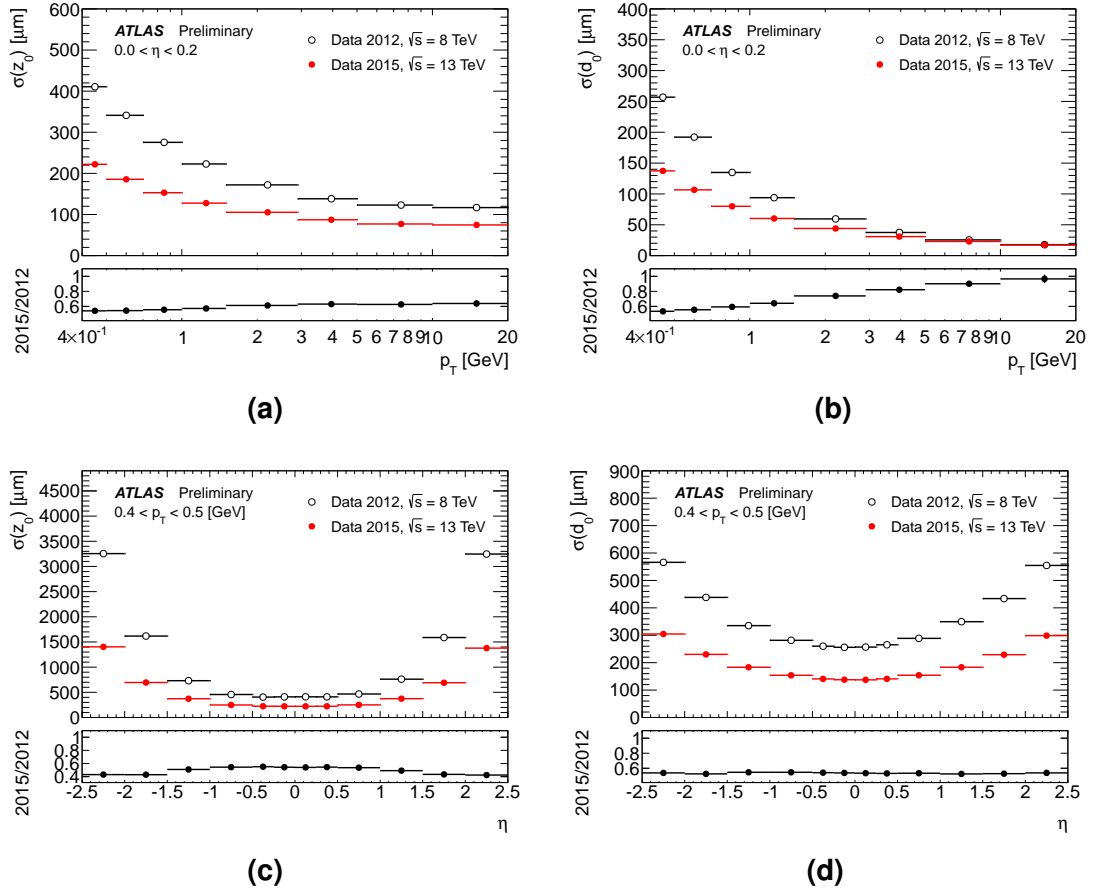 σ(z₀) [μm]
600
500
400
300
200
100
0
ATLAS Preliminary
0.0 < η < 0.2
Data 2012, √s = 8 TeV
Data 2015, √s = 13 TeV
2015/2012
1
0.8
0.6
4×10⁻¹ 1 2 3 4 5 6 7 8 9 10 20
p_T [GeV]
(a)
σ(d₀) [μm]
400
350
300
250
200
150
100
50
0
ATLAS Preliminary
0.0 < η < 0.2
Data 2012, √s = 8 TeV
Data 2015, √s = 13 TeV
2015/2012
1
0.8
0.6
4×10⁻¹ 1 2 3 4 5 6 7 8 9 10 20
p_T [GeV]
(b)
σ(z₀) [μm]
4500
4000
3500
3000
2500
2000
1500
1000
500
0
ATLAS Preliminary
0.4 < p_T < 0.5 [GeV]
Data 2012, √s = 8 TeV
Data 2015, √s = 13 TeV
2015/2012
1
0.8
0.6
0.4
-2.5 -2 -1.5 -1 -0.5 0 0.5 1 1.5 2 2.5
η
(c)
σ(d₀) [μm]
900
800
700
600
500
400
300
200
100
0
ATLAS Preliminary
0.4 < p_T < 0.5 [GeV]
Data 2012, √s = 8 TeV
Data 2015, √s = 13 TeV
2015/2012
1
0.8
0.6
-2.5 -2 -1.5 -1 -0.5 0 0.5 1 1.5 2 2.5
η
(d)